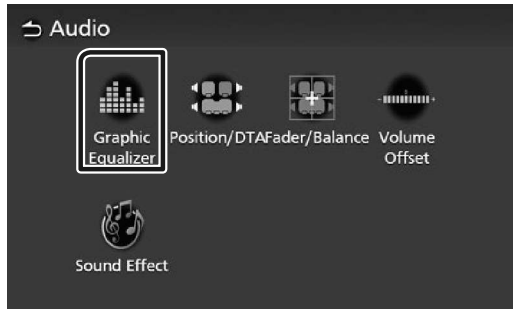 Audio
Graphic
Equalizer
Position/DTA
Fader/Balance
Volume
Offset
Sound Effect